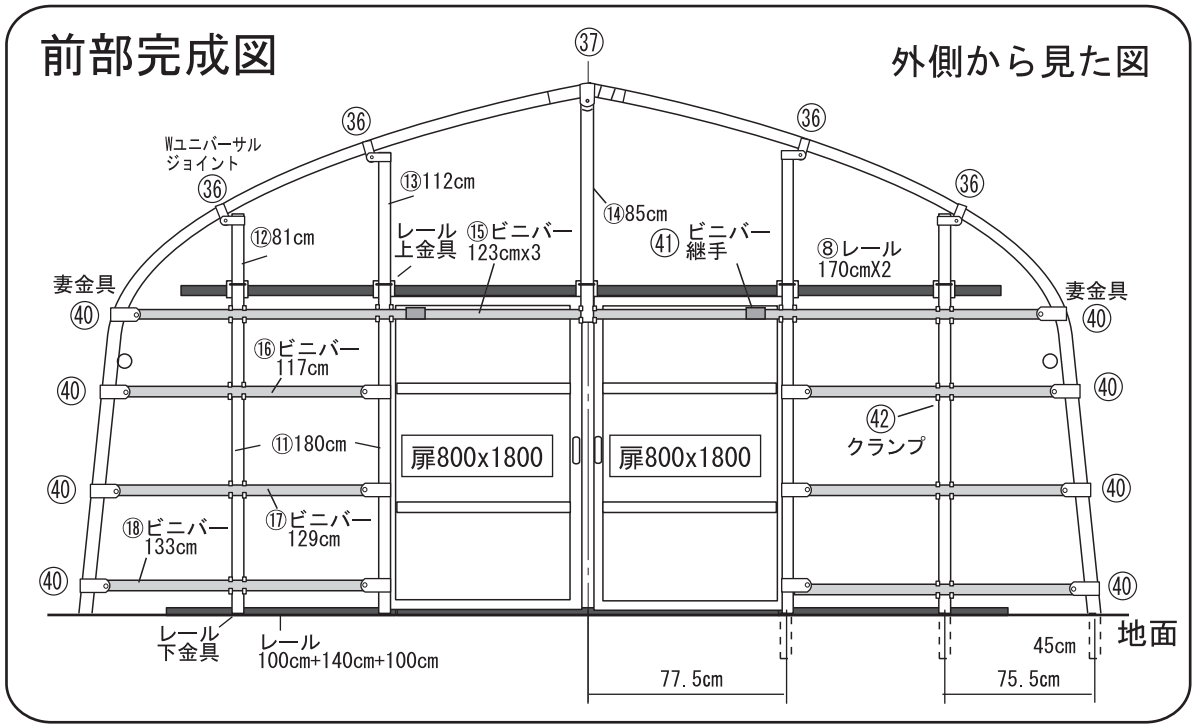 前部完成図
外側から見た図
㊲
㊱
㊱
Wユニバーサル
ジョイント
㊱
㊱
⑬112cm
⑭85cm
⑫81cm
レール
上金具
⑮ビニバー
123cmx3
㊶
ビニバー
継手
⑧レール
170cmX2
妻金具
㊵
妻金具
㊵
⑯ビニバー
117cm
㊵
㊵
㊷
クランプ
⑪180cm
扉800x1800
扉800x1800
㊵
㊵
⑰ビニバー
129cm
⑱ビニバー
133cm
㊵
㊵
レール
下金具
レール
100cm+140cm+100cm
地面
45cm
77.5cm
75.5cm